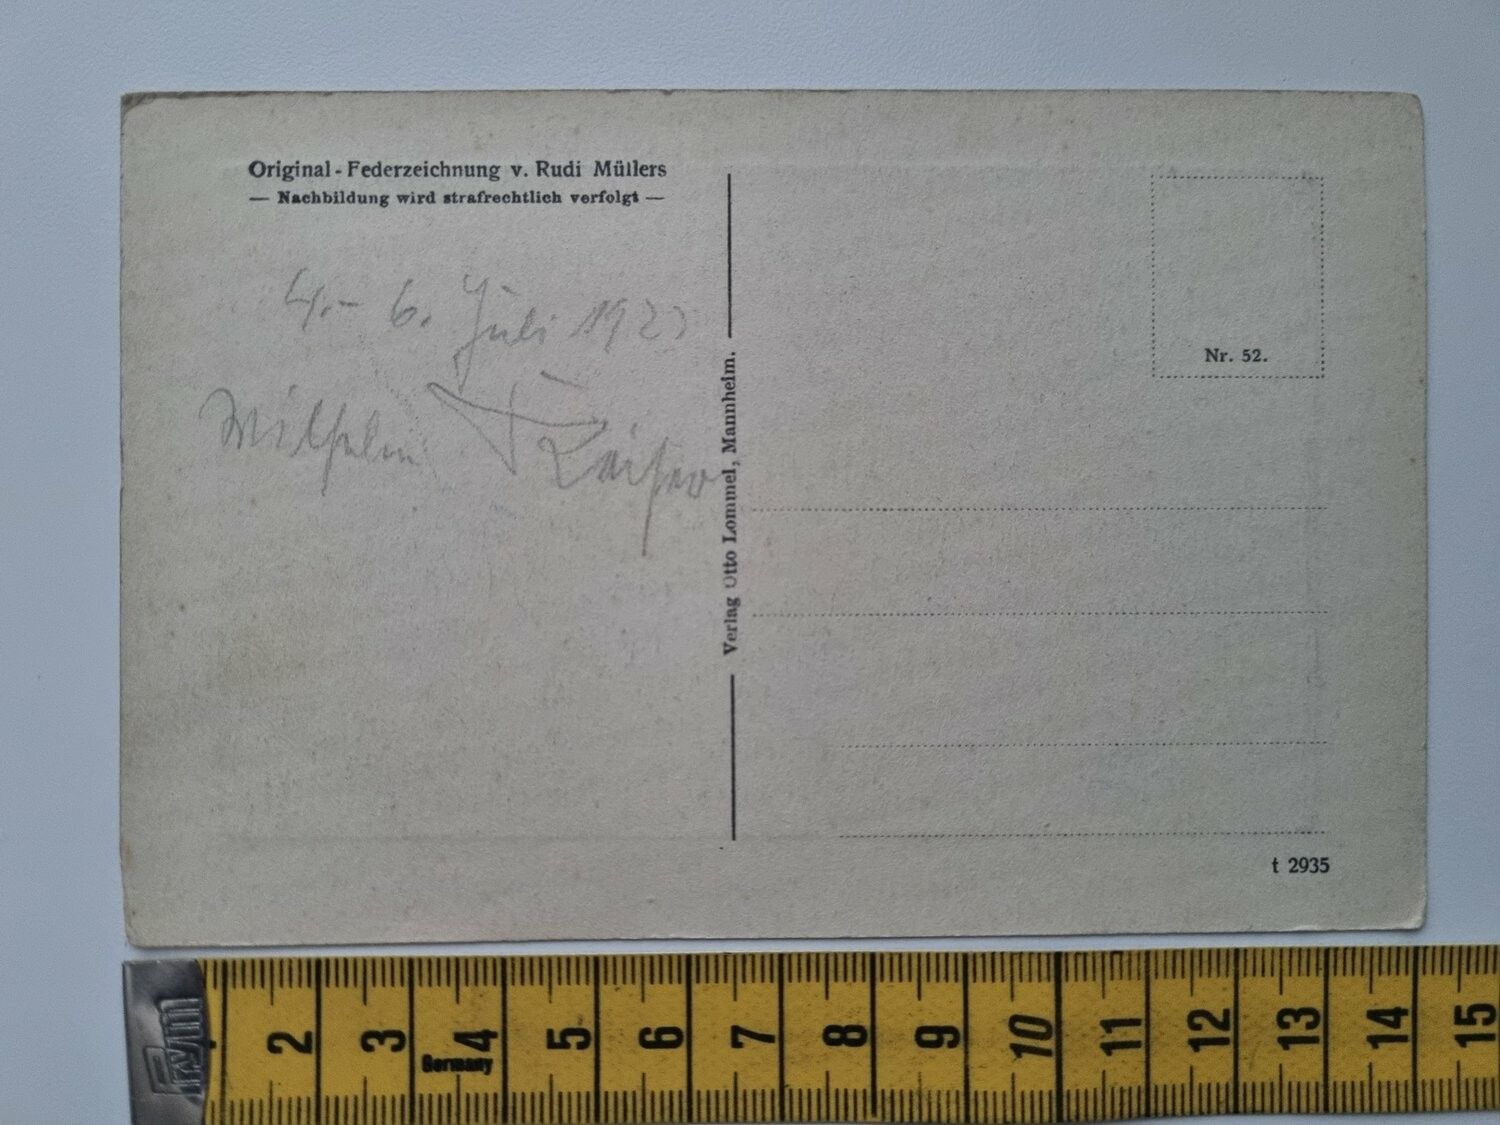 Original - Federzeichnung v. Rudi Müllers
— Nachbildung wird strafrechtlich verfolgt —
4. - 6. Juli
Wilhelm Kaiser
Verlag Otto Lommel, Mannheim.
Nr. 52.
t 2935
Prym
2 3 4 5 6 7 8 9 10 11 12 13 14 15
Germany